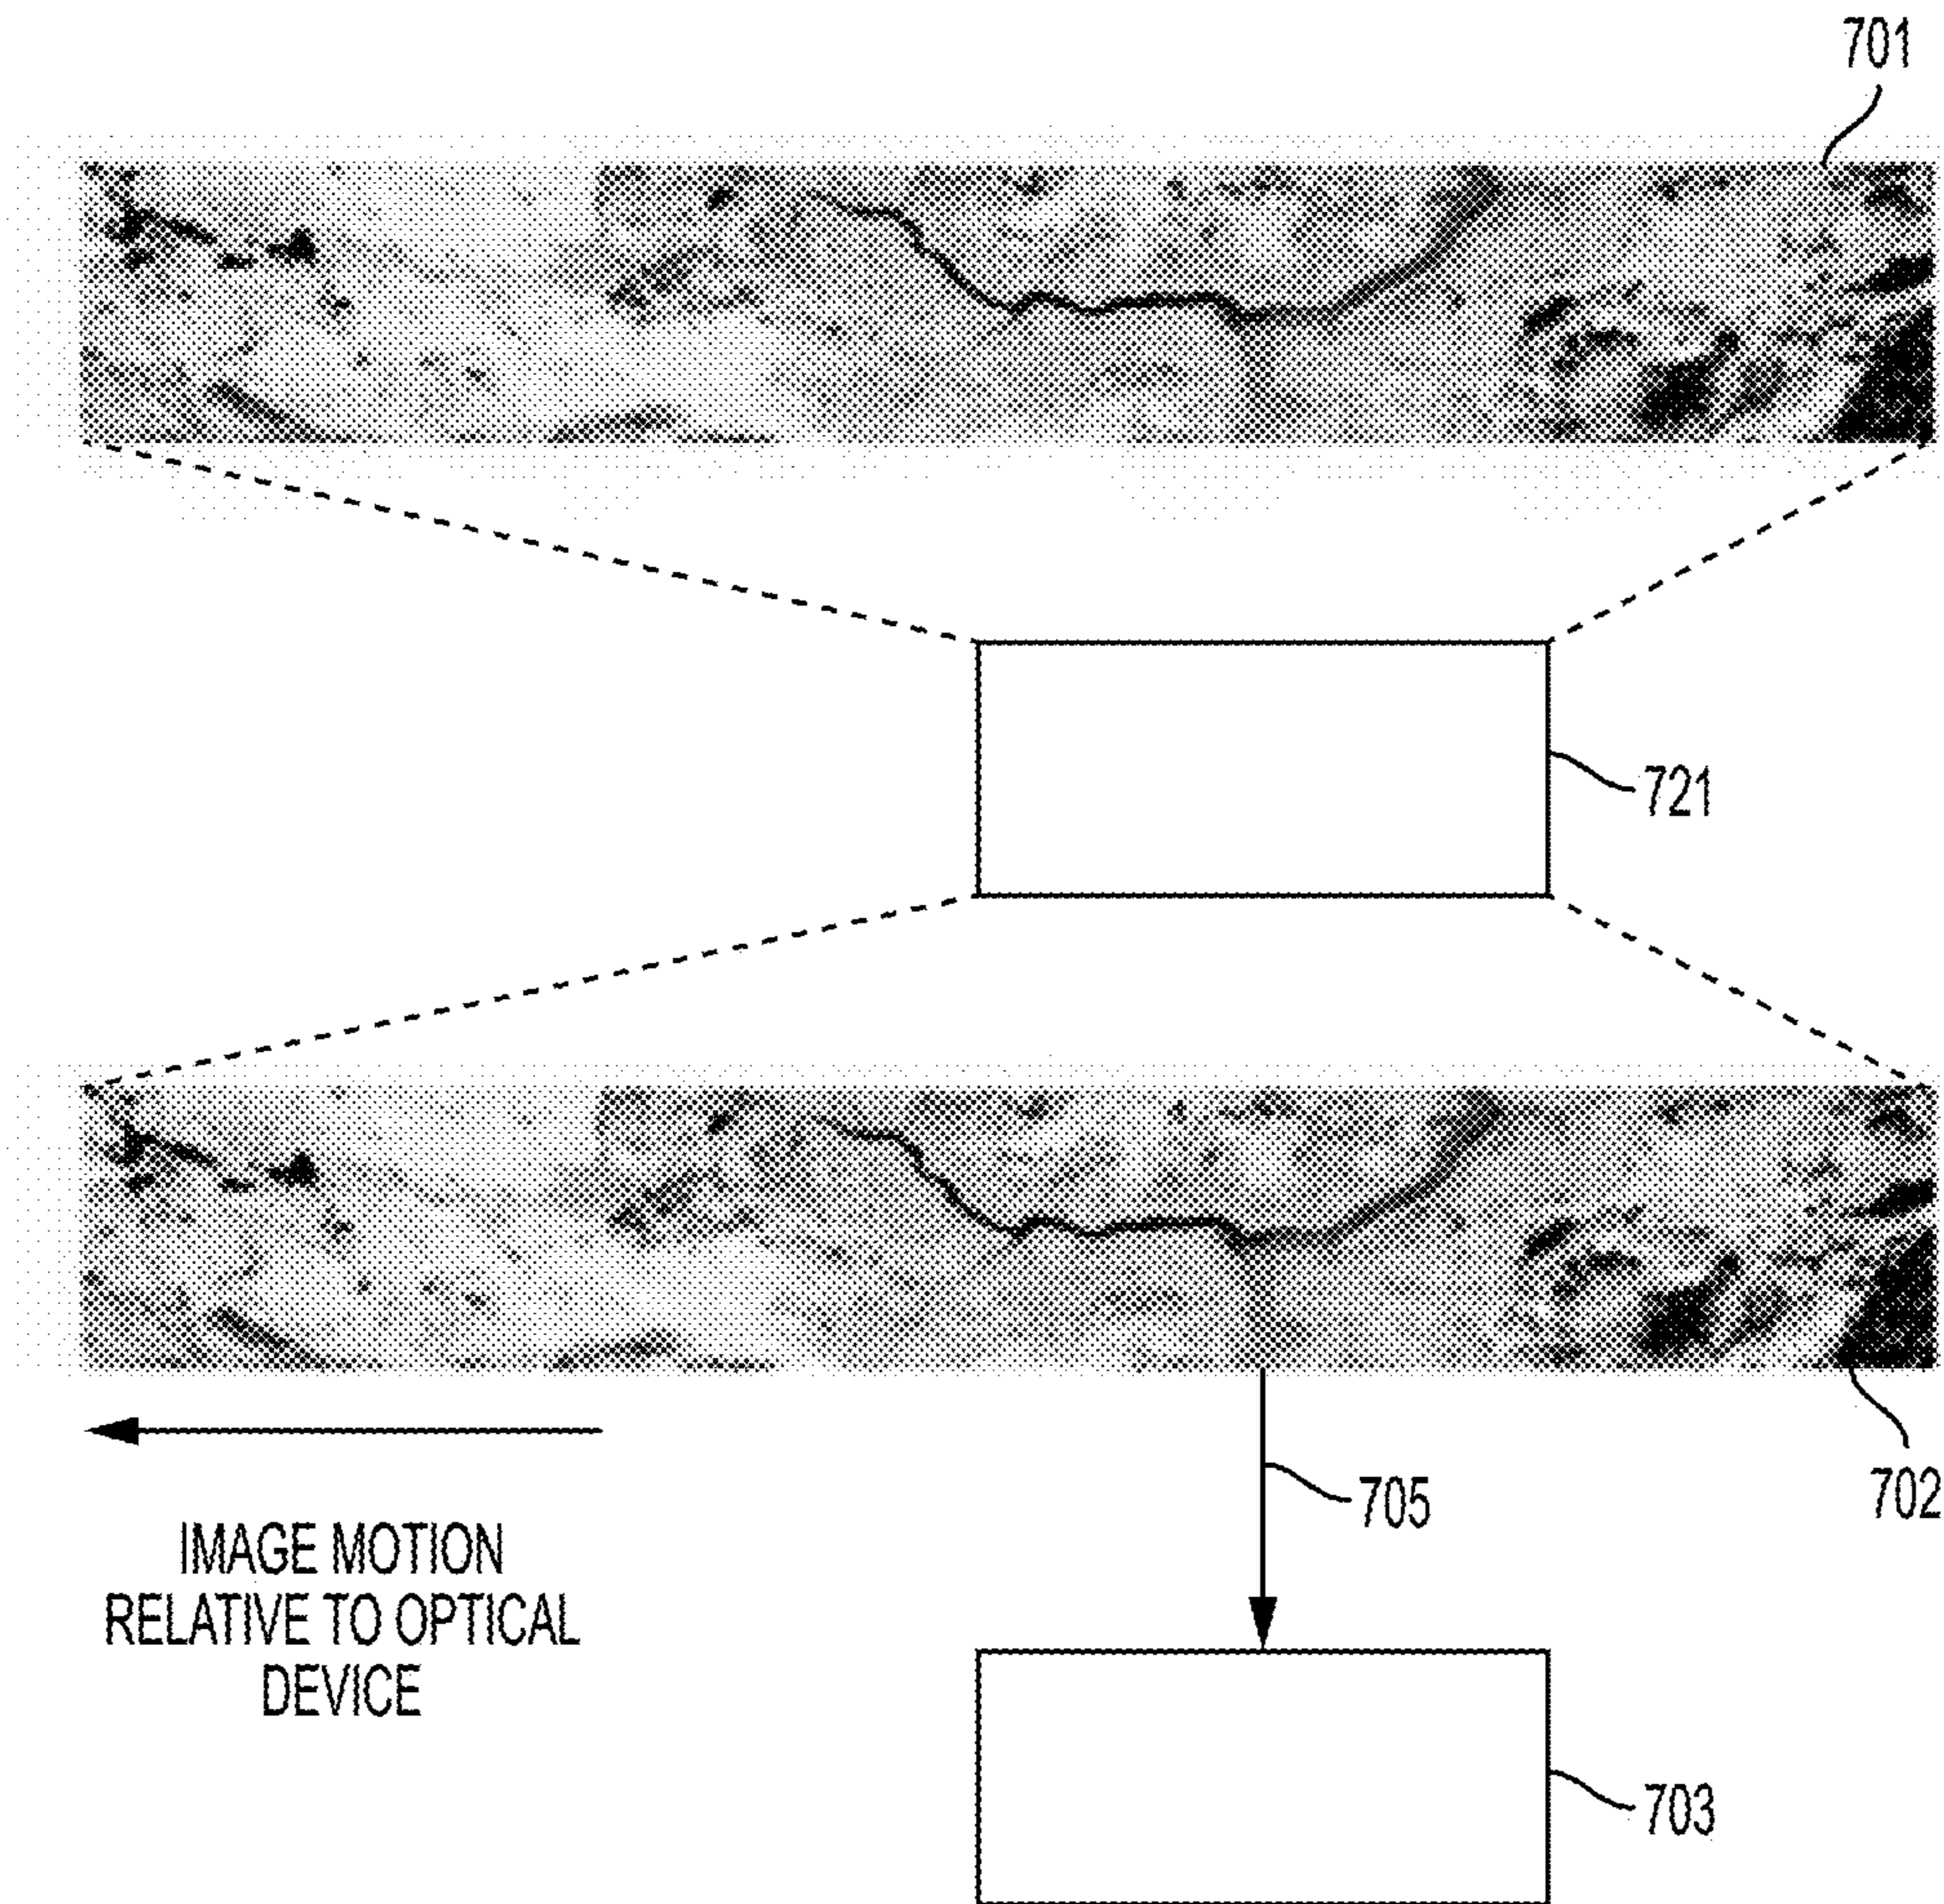 701
721
702
705
IMAGE MOTION
RELATIVE TO OPTICAL
DEVICE
703